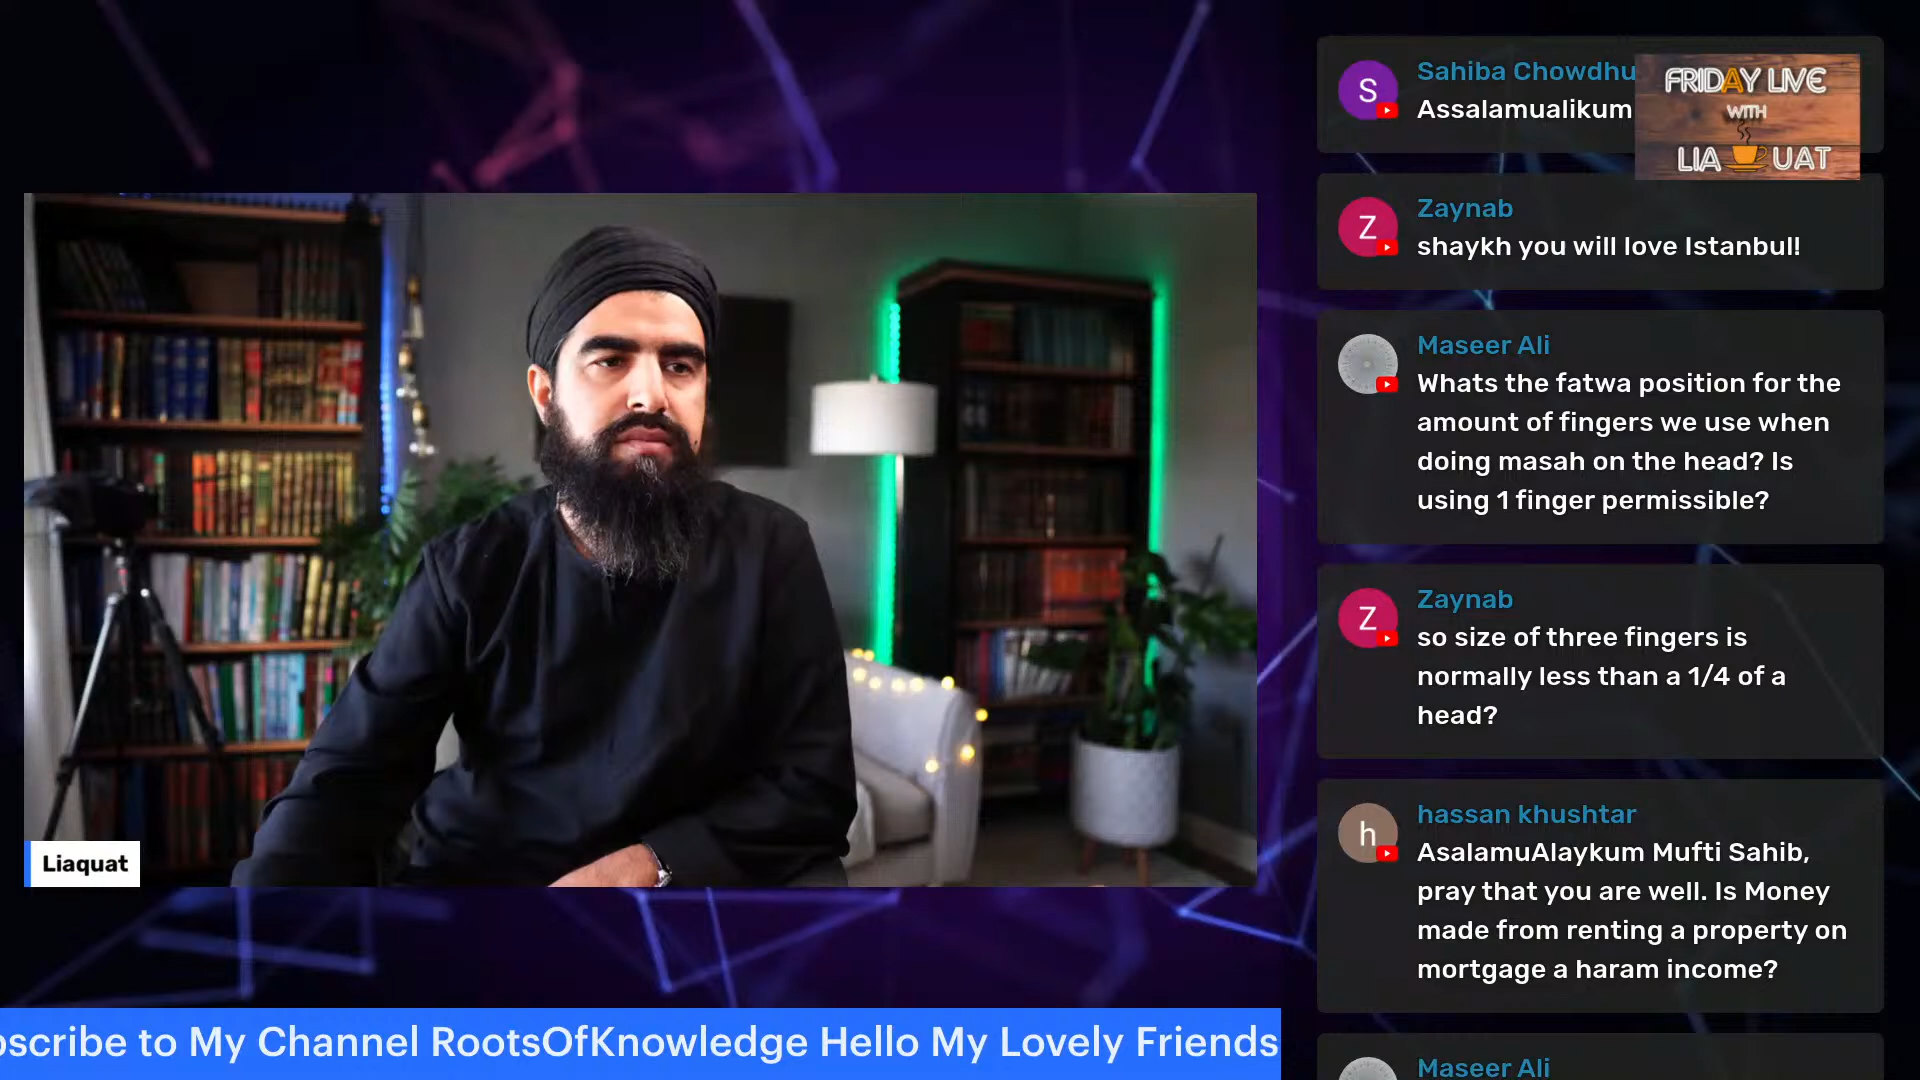 Sahiba Chowdhu
Assalamualikum
FRIDAY LIVE
WITH
LIA UAT
Zaynab
shaykh you will love Istanbul!
Maseer Ali
Whats the fatwa position for the
amount of fingers we use when
doing masah on the head? Is
using 1 finger permissible?
Zaynab
so size of three fingers is
normally less than a 1/4 of a
head?
hassan khushtar
AsalamuAlaykum Mufti Sahib,
pray that you are well. Is Money
made from renting a property on
mortgage a haram income?
Maseer Ali
Liaquat
bscribe to My Channel RootsOfKnowledge Hello My Lovely Friends
S
Z
Z
h